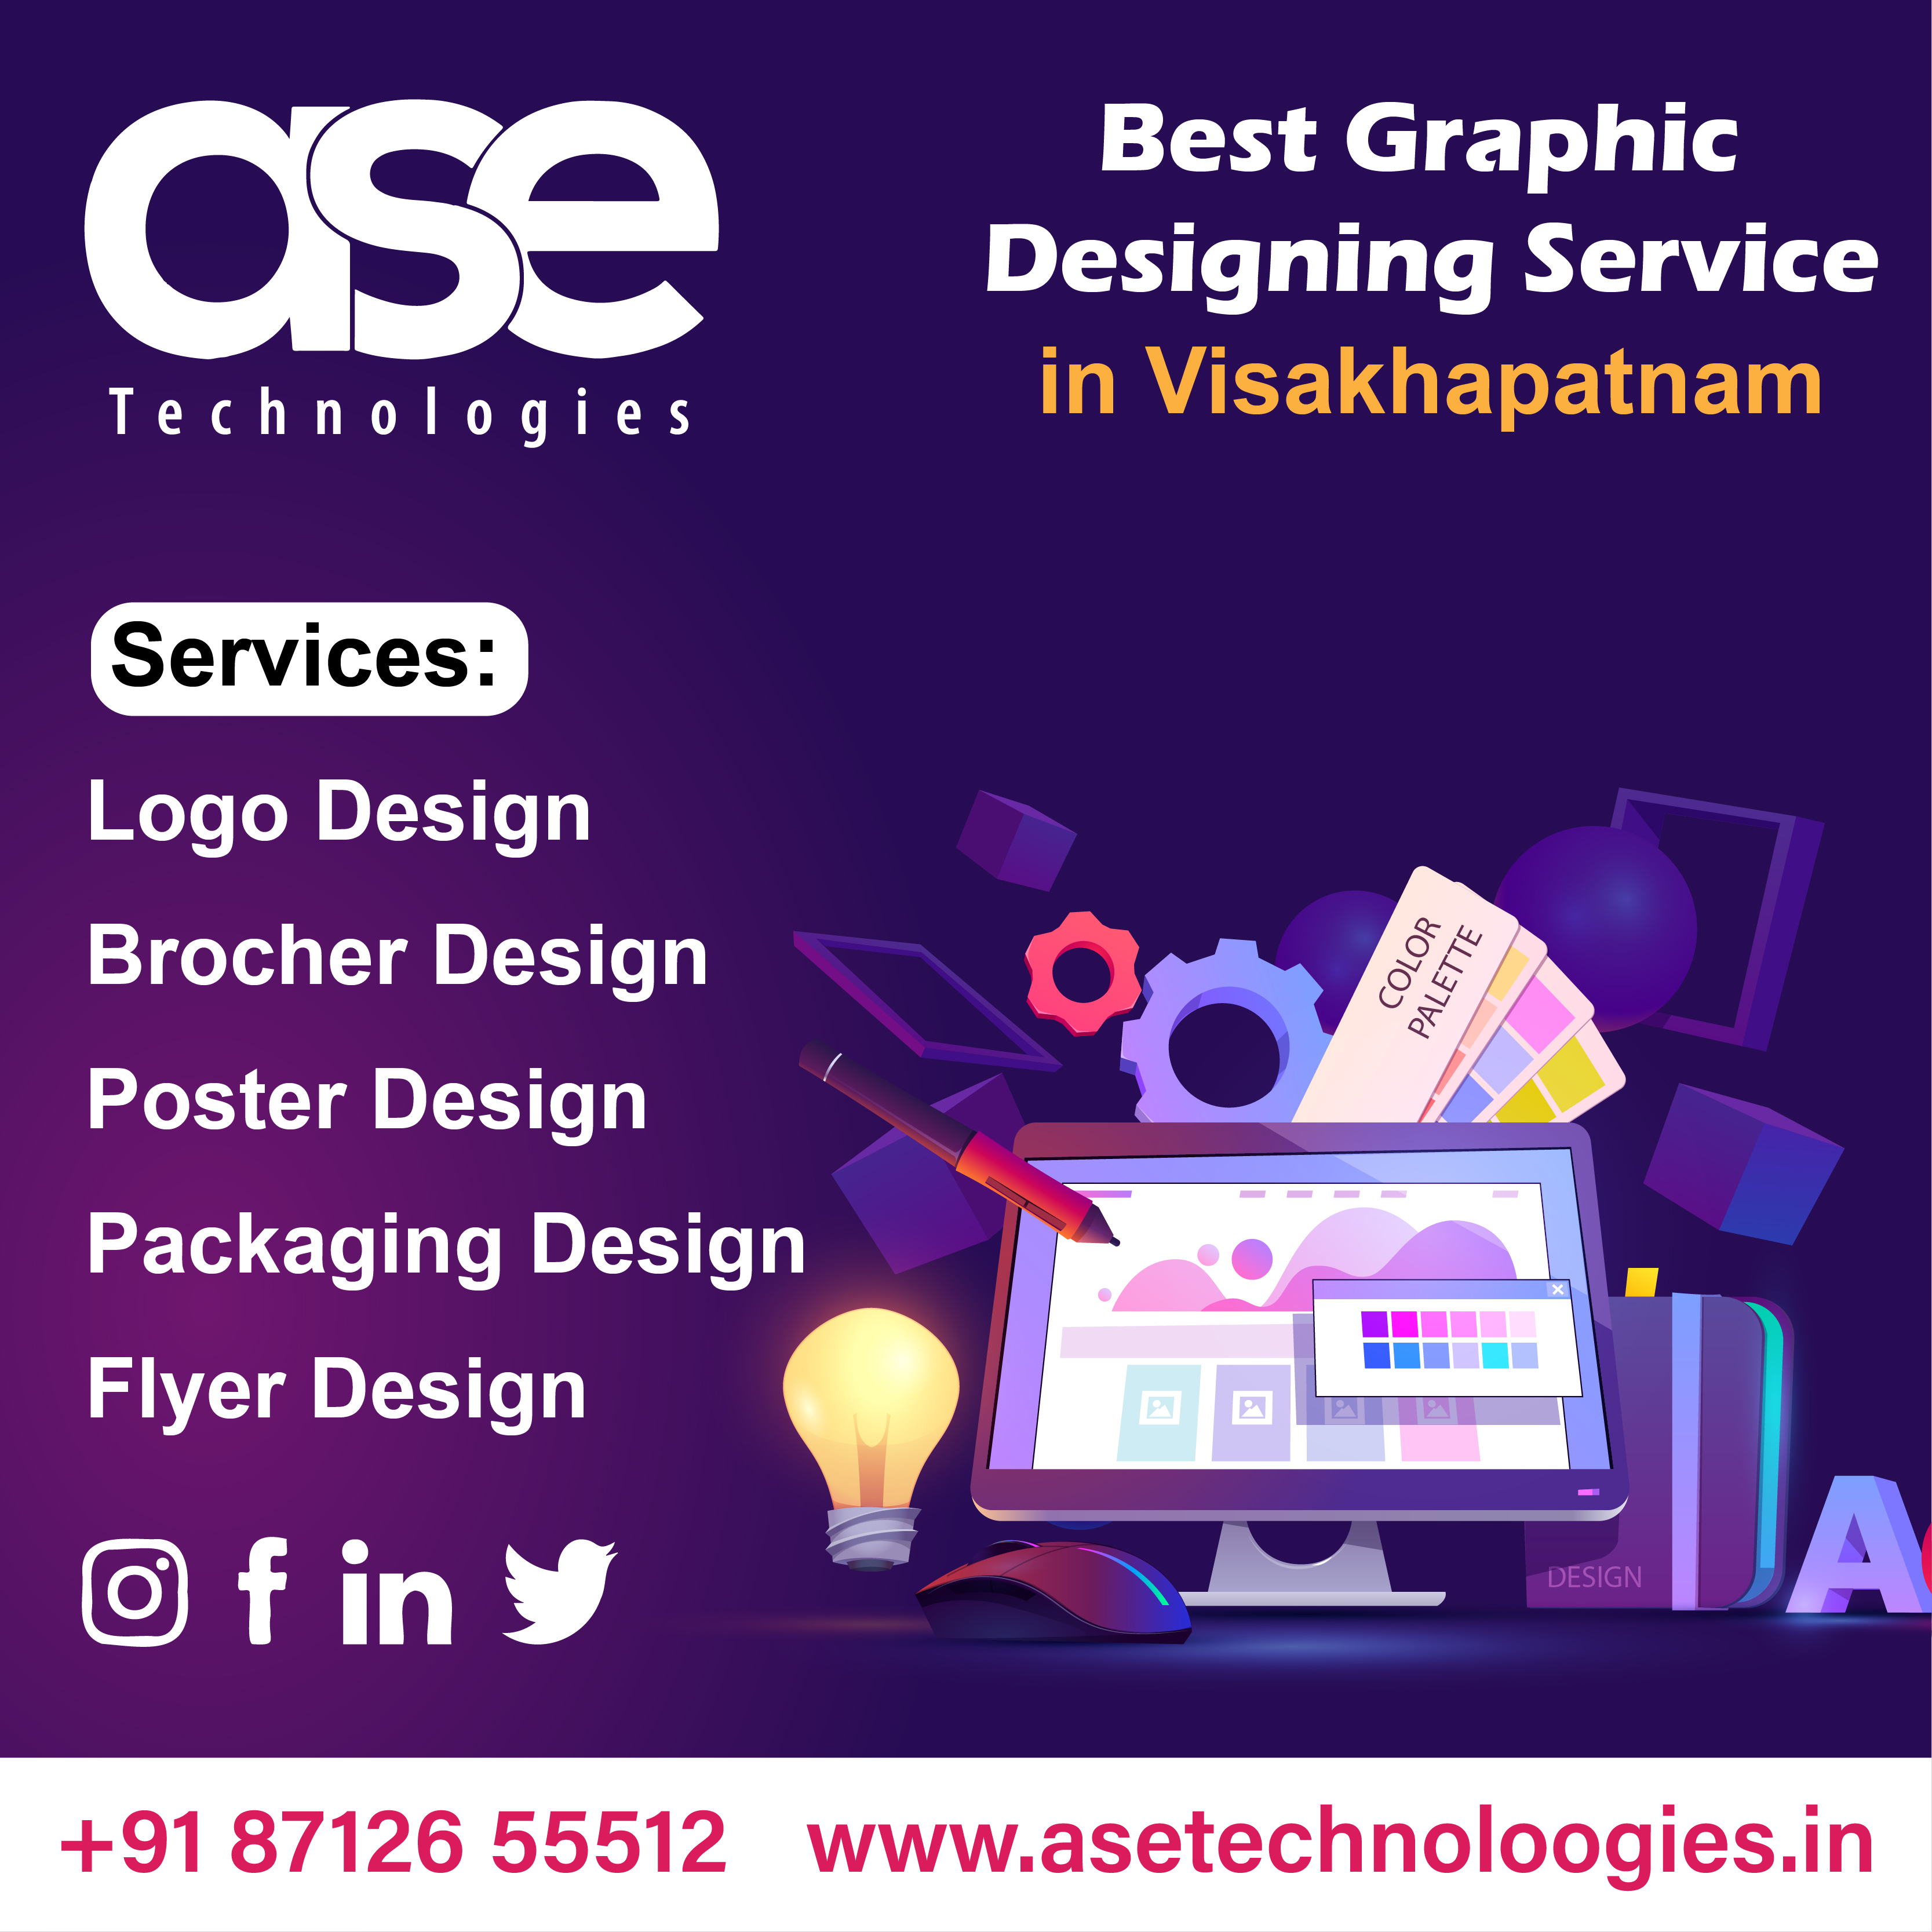 ase
Technologies
Best Graphic
Designing Service
in Visakhapatnam
Services:
Logo Design
Brocher Design
Poster Design
Packaging Design
Flyer Design
COLOR
PALETTE
DESIGN
A
+91 87126 55512
www.asetechnoloogies.in